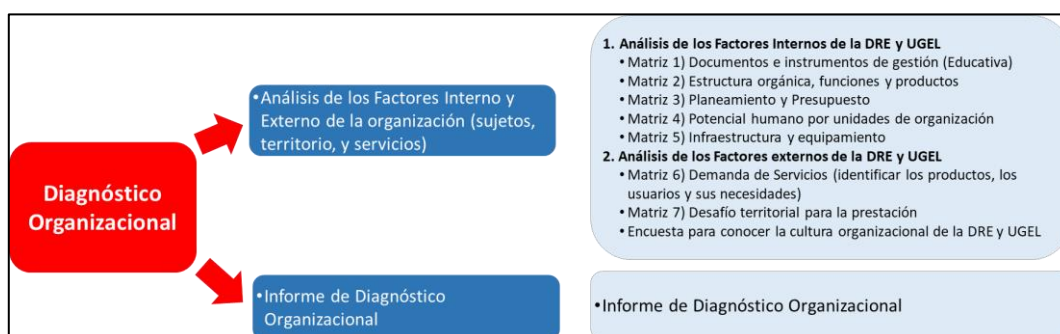 Diagnóstico
Organizacional
•Análisis de los Factores Interno y
Externo de la organización (sujetos,
territorio, y servicios)
1. Análisis de los Factores Internos de la DRE y UGEL
• Matriz 1) Documentos e instrumentos de gestión (Educativa)
• Matriz 2) Estructura orgánica, funciones y productos
• Matriz 3) Planeamiento y Presupuesto
• Matriz 4) Potencial humano por unidades de organización
• Matriz 5) Infraestructura y equipamiento
2. Análisis de los Factores externos de la DRE y UGEL
• Matriz 6) Demanda de Servicios (identificar los productos, los
usuarios y sus necesidades)
• Matriz 7) Desafío territorial para la prestación
• Encuesta para conocer la cultura organizacional de la DRE y UGEL
•Informe de Diagnóstico
Organizacional
•Informe de Diagnóstico Organizacional